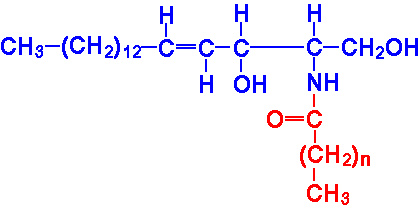 H H H
CH₃–(CH₂)₁₂ C=C–C–C–CH₂OH
H OH NH
O=C
(CH₂)n
CH₃